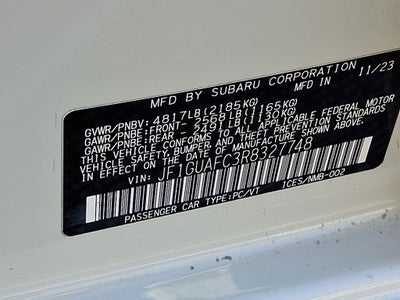 MFD BY SUBARU CORPORATION
MFD IN 11/23
GVWR/PNBV: 4817LB(2185KG)
GAWR/PNBE:FRONT- 2568LB(1165KG)
GAWR/PNBE:REAR - 2491LB(1130KG)
THIS VEHICLE CONFORMS TO ALL APPLICABLE FEDERAL MOTOR
VEHICLE SAFETY,BUMPER, AND THEFT PREVENTION STANDARDS
IN EFFECT ON THE DATE OF MANUFACTURE SHOWN ABOVE.
VIN: JF1GUAFC3R8327748
PASSENGER CAR TYPE:PC/VT ICES/NMB-002